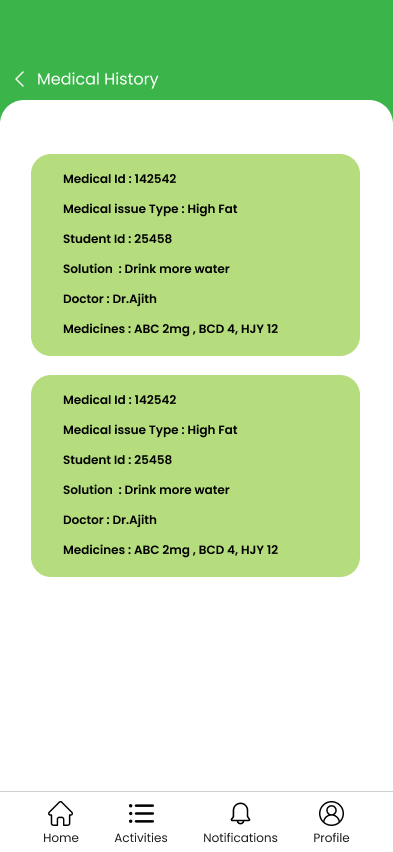 Medical History
Medical Id : 142542
Medical issue Type : High Fat
Student Id : 25458
Solution  : Drink more water
Doctor : Dr.Ajith
Medicines : ABC 2mg , BCD 4, HJY 12
Medical Id : 142542
Medical issue Type : High Fat
Student Id : 25458
Solution  : Drink more water
Doctor : Dr.Ajith
Medicines : ABC 2mg , BCD 4, HJY 12
Home Activities Notifications Profile